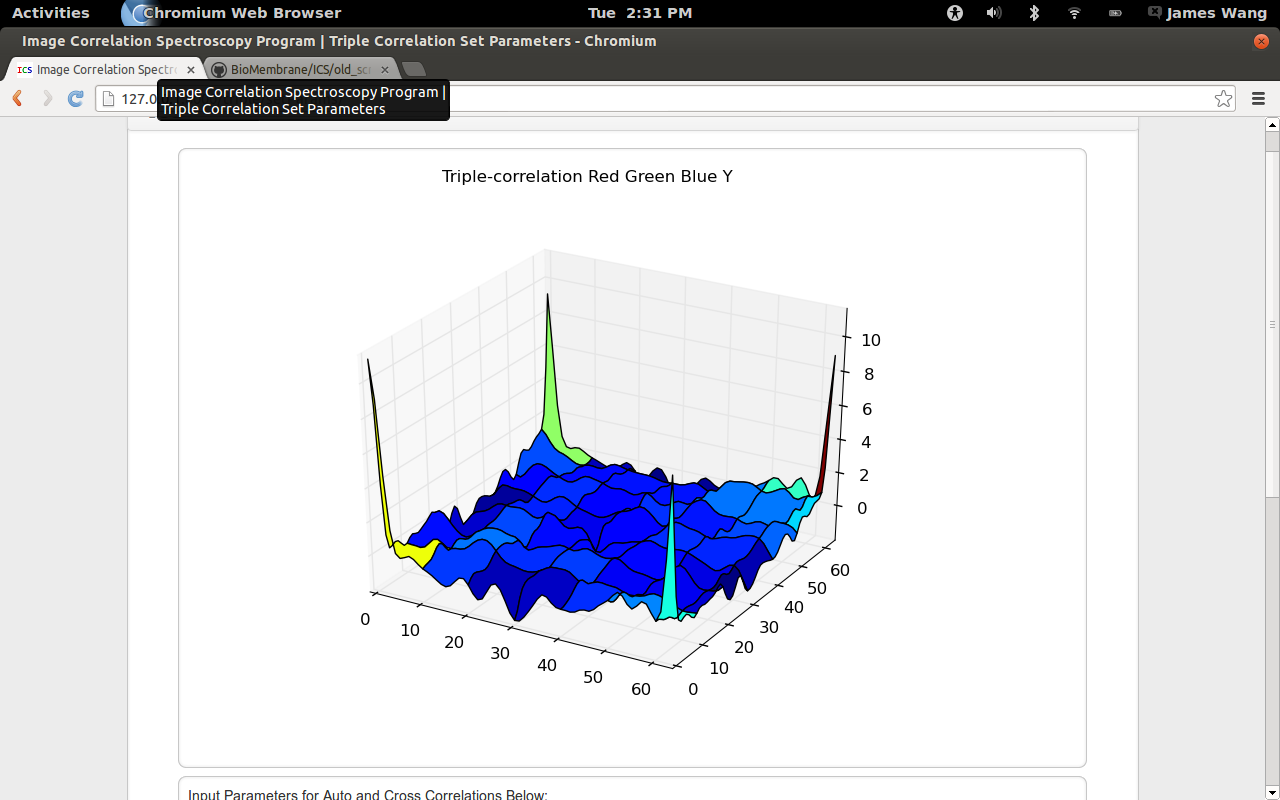 Activities
Chromium Web Browser
Tue 2:31 PM
James Wang
Image Correlation Spectroscopy Program | Triple Correlation Set Parameters - Chromium
ICS Image Correlation Spectr
BioMembrane/ICS/old_sc
127.0
Image Correlation Spectroscopy Program |
Triple Correlation Set Parameters
Triple-correlation Red Green Blue Y
10
8
6
4
2
0
60
50
40
30
20
10
0
0
10
20
30
40
50
60
Input Parameters for Auto and Cross Correlations Below: